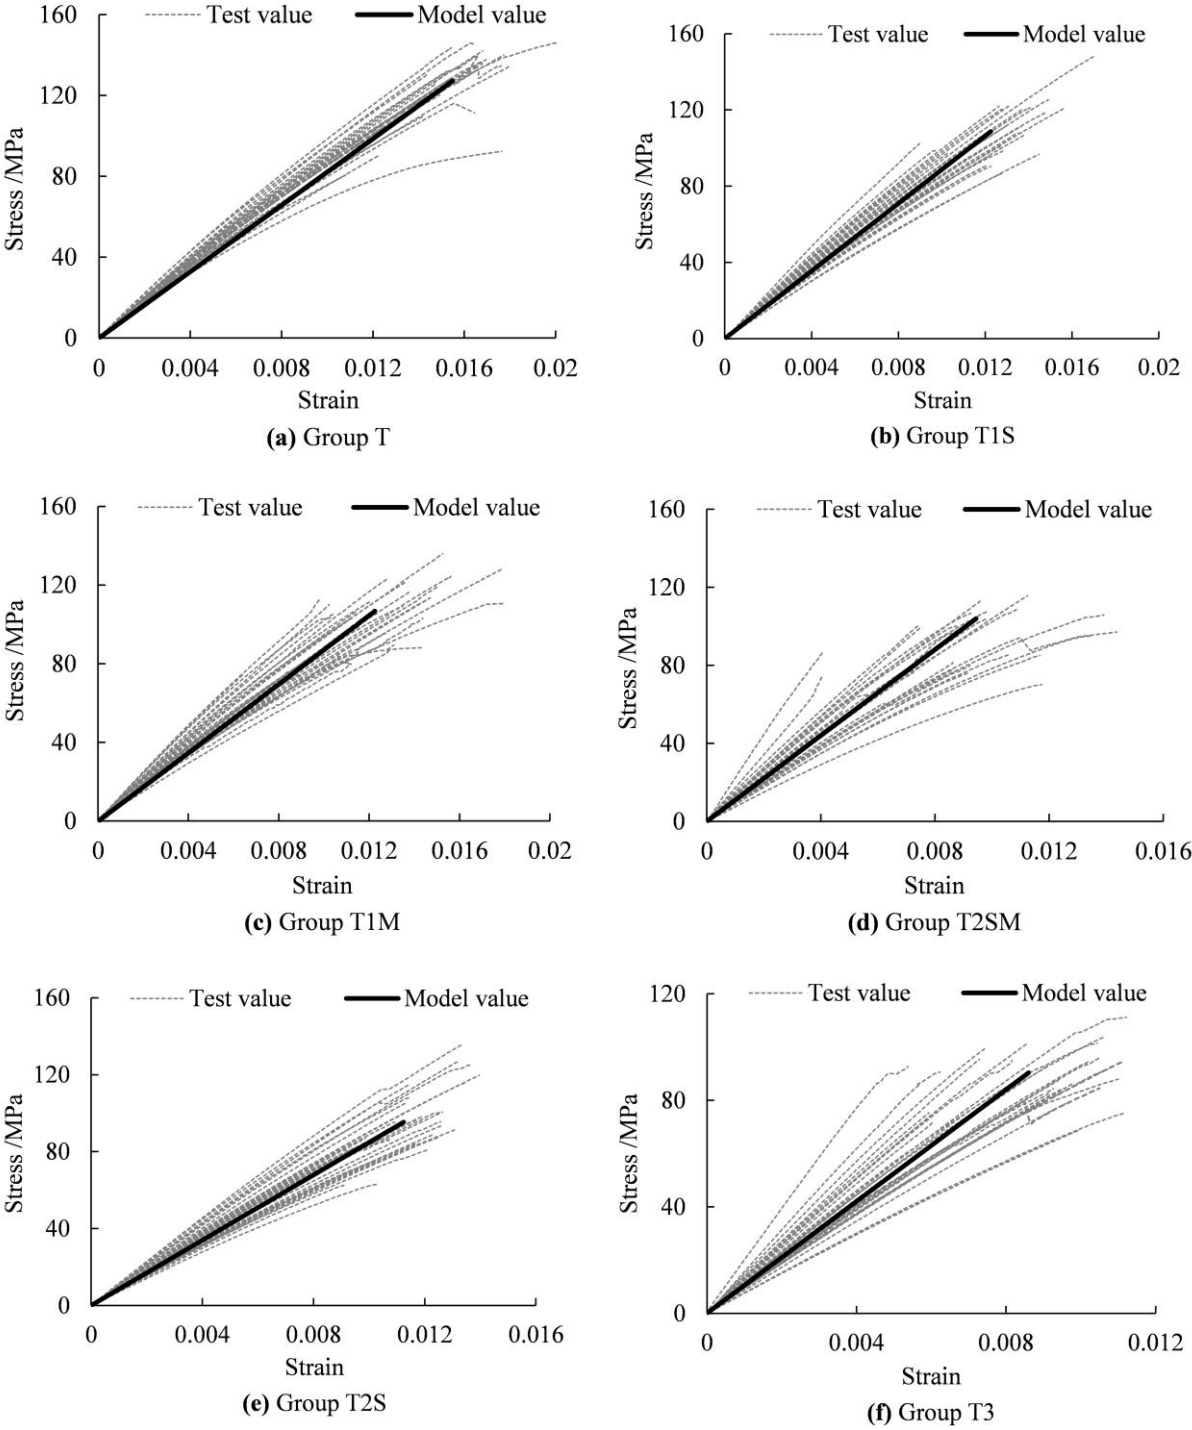 Test value Model value
160
120
80
40
0
Stress /MPa
0 0.004 0.008 0.012 0.016 0.02
Strain
(a) Group T
Test value Model value
160
120
80
40
0
Stress /MPa
0 0.004 0.008 0.012 0.016 0.02
Strain
(b) Group T1S
Test value Model value
160
120
80
40
0
Stress /MPa
0 0.004 0.008 0.012 0.016 0.02
Strain
(c) Group T1M
Test value Model value
160
120
80
40
0
Stress /MPa
0 0.004 0.008 0.012 0.016
Strain
(d) Group T2SM
Test value Model value
160
120
80
40
0
Stress /MPa
0 0.004 0.008 0.012 0.016
Strain
(e) Group T2S
Test value Model value
120
80
40
0
Stress /MPa
0 0.004 0.008 0.012
Strain
(f) Group T3